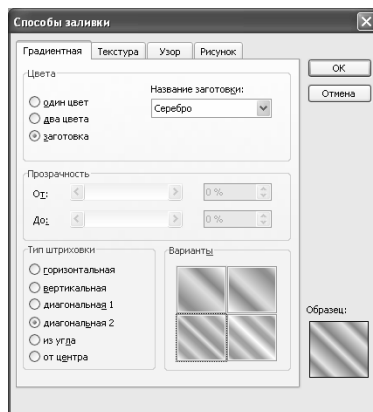 Способы заливки
Градиентная Текстура Узор Рисунок
Цвета
один цвет
два цвета
заготовка
Название заготовки:
Серебро
ОК
Отмена
Прозрачность
От: 0 %
До: 0 %
Тип штриховки
горизонтальная
вертикальная
диагональная 1
диагональная 2
из угла
от центра
Варианты
Образец: